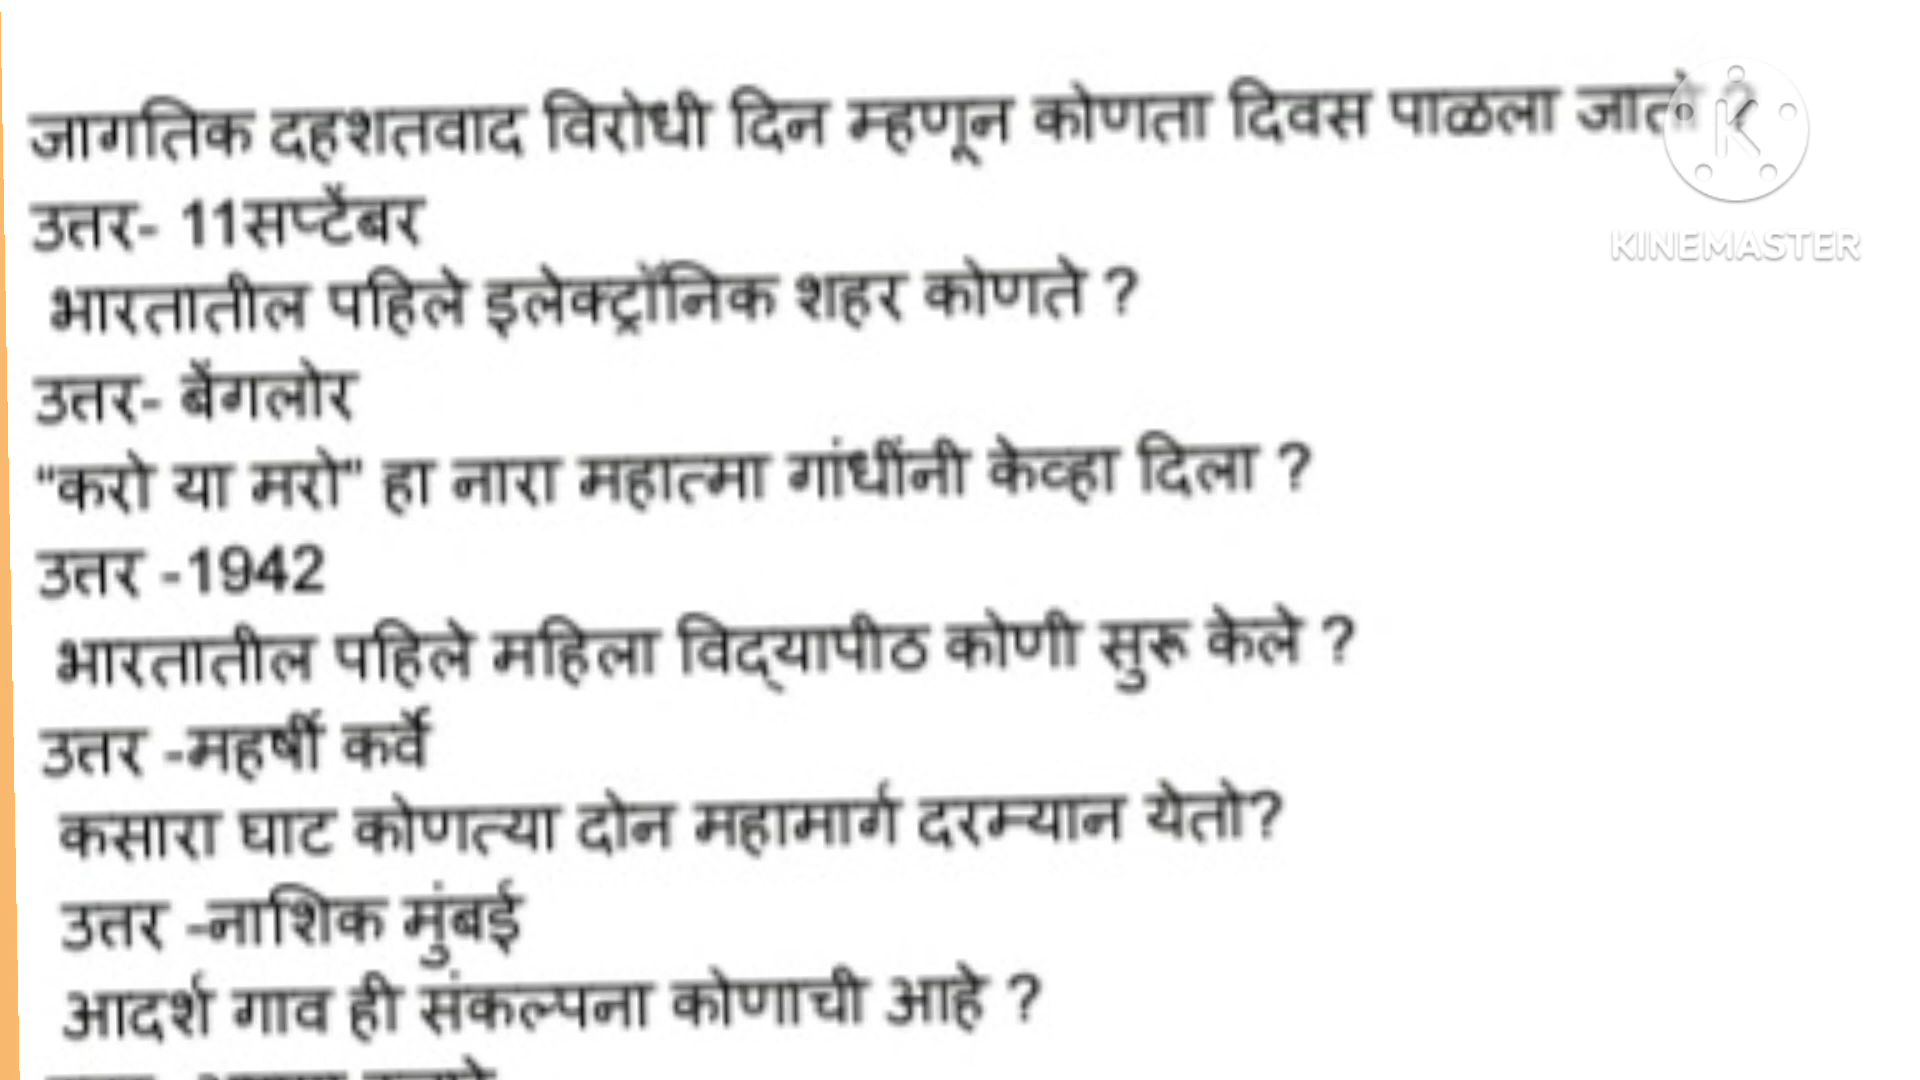 जागतिक दहशतवाद विरोधी दिन म्हणून कोणता दिवस पाळला जातो ?
उत्तर- 11सप्टेंबर
भारतातील पहिले इलेक्ट्रॉनिक शहर कोणते ?
उत्तर- बेंगलोर
"करो या मरो" हा नारा महात्मा गांधींनी केव्हा दिला ?
उत्तर -1942
भारतातील पहिले महिला विद्यापीठ कोणी सुरू केले ?
उत्तर -महर्षी कर्वे
कसारा घाट कोणत्या दोन महामार्ग दरम्यान येतो?
उत्तर -नाशिक मुंबई
आदर्श गाव ही संकल्पना कोणाची आहे ?
KINEMASTER